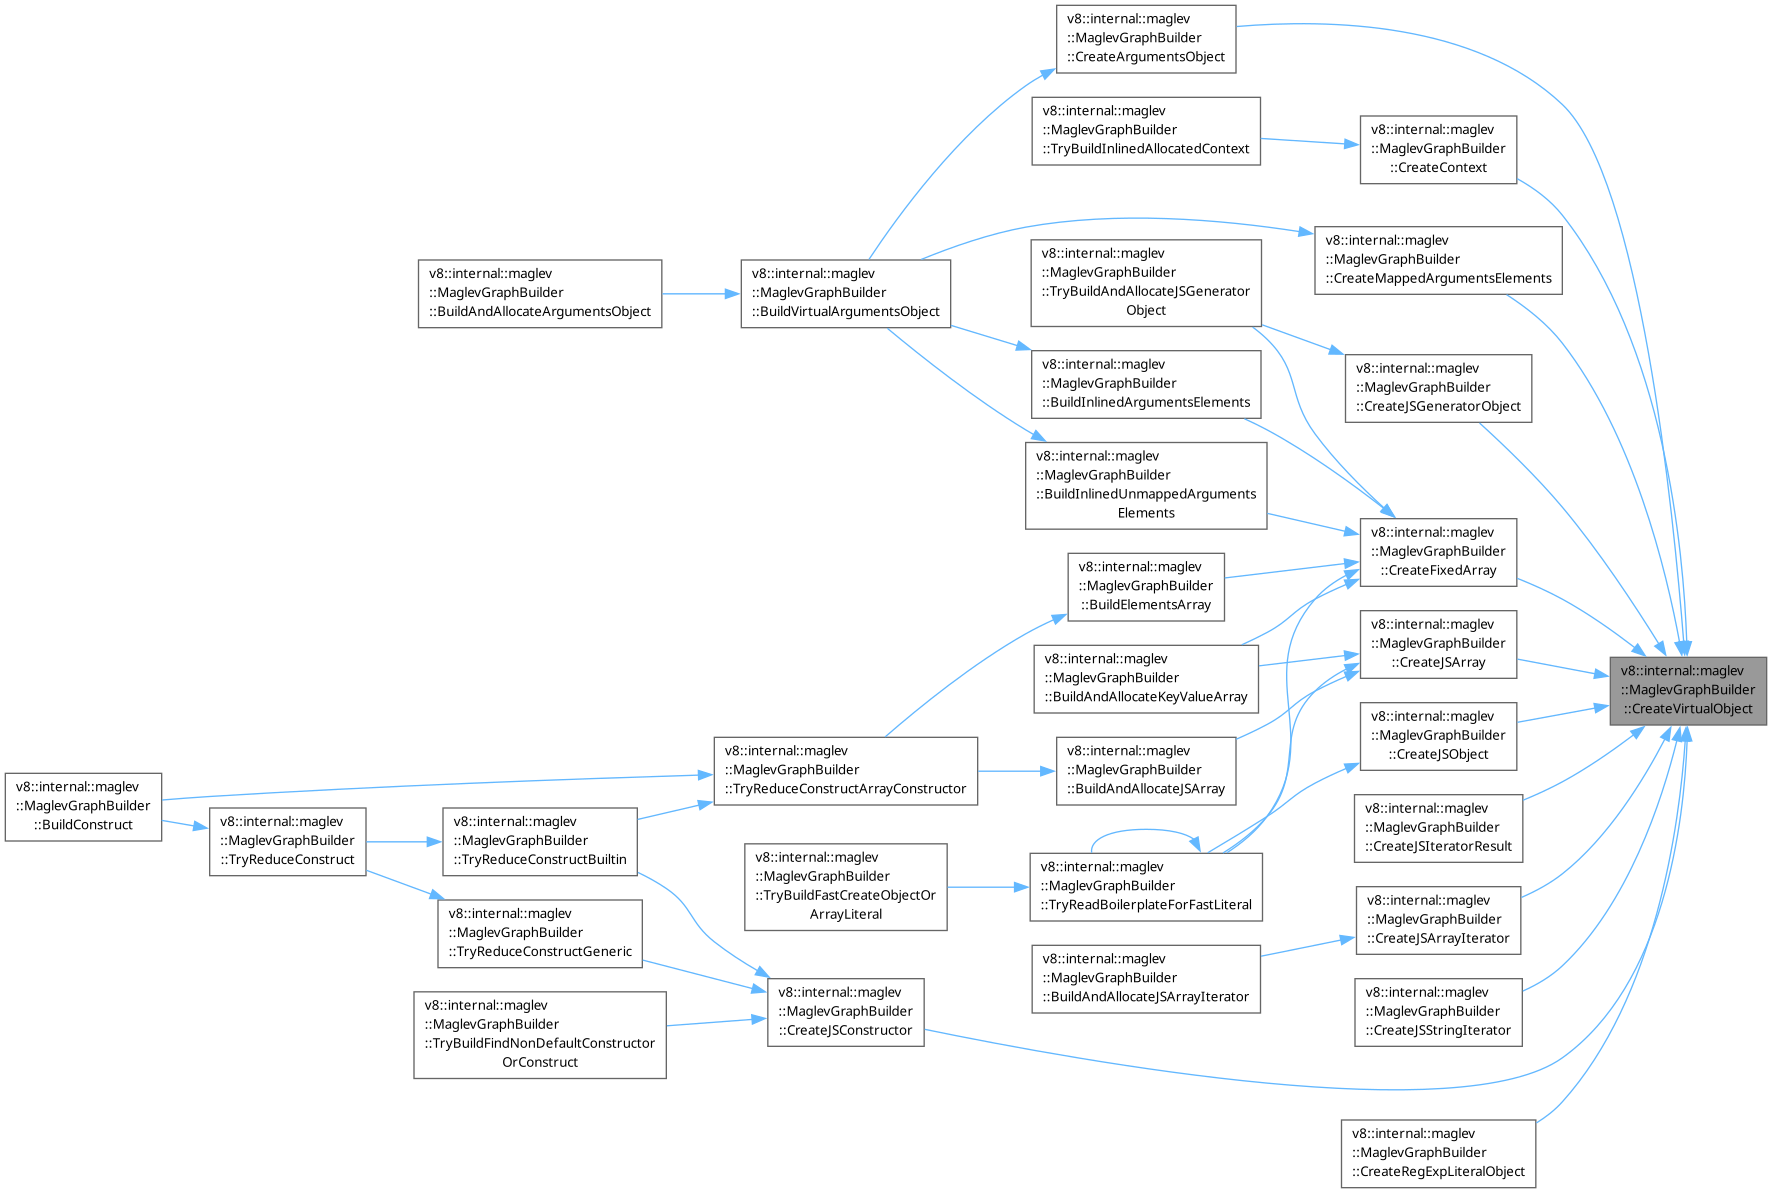 v8::internal::maglev
::MaglevGraphBuilder
::CreateArgumentsObject
v8::internal::maglev
::MaglevGraphBuilder
::TryBuildInlinedAllocatedContext
v8::internal::maglev
::MaglevGraphBuilder
::CreateContext
v8::internal::maglev
::MaglevGraphBuilder
::CreateMappedArgumentsElements
v8::internal::maglev
::MaglevGraphBuilder
::TryBuildAndAllocateJSGenerator
Object
v8::internal::maglev
::MaglevGraphBuilder
::BuildAndAllocateArgumentsObject
v8::internal::maglev
::MaglevGraphBuilder
::BuildVirtualArgumentsObject
v8::internal::maglev
::MaglevGraphBuilder
::BuildInlinedArgumentsElements
v8::internal::maglev
::MaglevGraphBuilder
::CreateJSGeneratorObject
v8::internal::maglev
::MaglevGraphBuilder
::BuildInlinedUnmappedArguments
Elements
v8::internal::maglev
::MaglevGraphBuilder
::CreateFixedArray
v8::internal::maglev
::MaglevGraphBuilder
::BuildElementsArray
v8::internal::maglev
::MaglevGraphBuilder
::CreateJSArray
v8::internal::maglev
::MaglevGraphBuilder
::BuildAndAllocateKeyValueArray
v8::internal::maglev
::MaglevGraphBuilder
::CreateVirtualObject
v8::internal::maglev
::MaglevGraphBuilder
::CreateJSObject
v8::internal::maglev
::MaglevGraphBuilder
::TryReduceConstructArrayConstructor
v8::internal::maglev
::MaglevGraphBuilder
::BuildAndAllocateJSArray
v8::internal::maglev
::MaglevGraphBuilder
::BuildConstruct
v8::internal::maglev
::MaglevGraphBuilder
::TryReduceConstruct
v8::internal::maglev
::MaglevGraphBuilder
::TryReduceConstructBuiltin
v8::internal::maglev
::MaglevGraphBuilder
::CreateJSIteratorResult
v8::internal::maglev
::MaglevGraphBuilder
::TryBuildFastCreateObjectOr
ArrayLiteral
v8::internal::maglev
::MaglevGraphBuilder
::TryReadBoilerplateForFastLiteral
v8::internal::maglev
::MaglevGraphBuilder
::CreateJSArrayIterator
v8::internal::maglev
::MaglevGraphBuilder
::TryReduceConstructGeneric
v8::internal::maglev
::MaglevGraphBuilder
::BuildAndAllocateJSArrayIterator
v8::internal::maglev
::MaglevGraphBuilder
::CreateJSConstructor
v8::internal::maglev
::MaglevGraphBuilder
::CreateJSStringIterator
v8::internal::maglev
::MaglevGraphBuilder
::TryBuildFindNonDefaultConstructor
OrConstruct
v8::internal::maglev
::MaglevGraphBuilder
::CreateRegExpLiteralObject